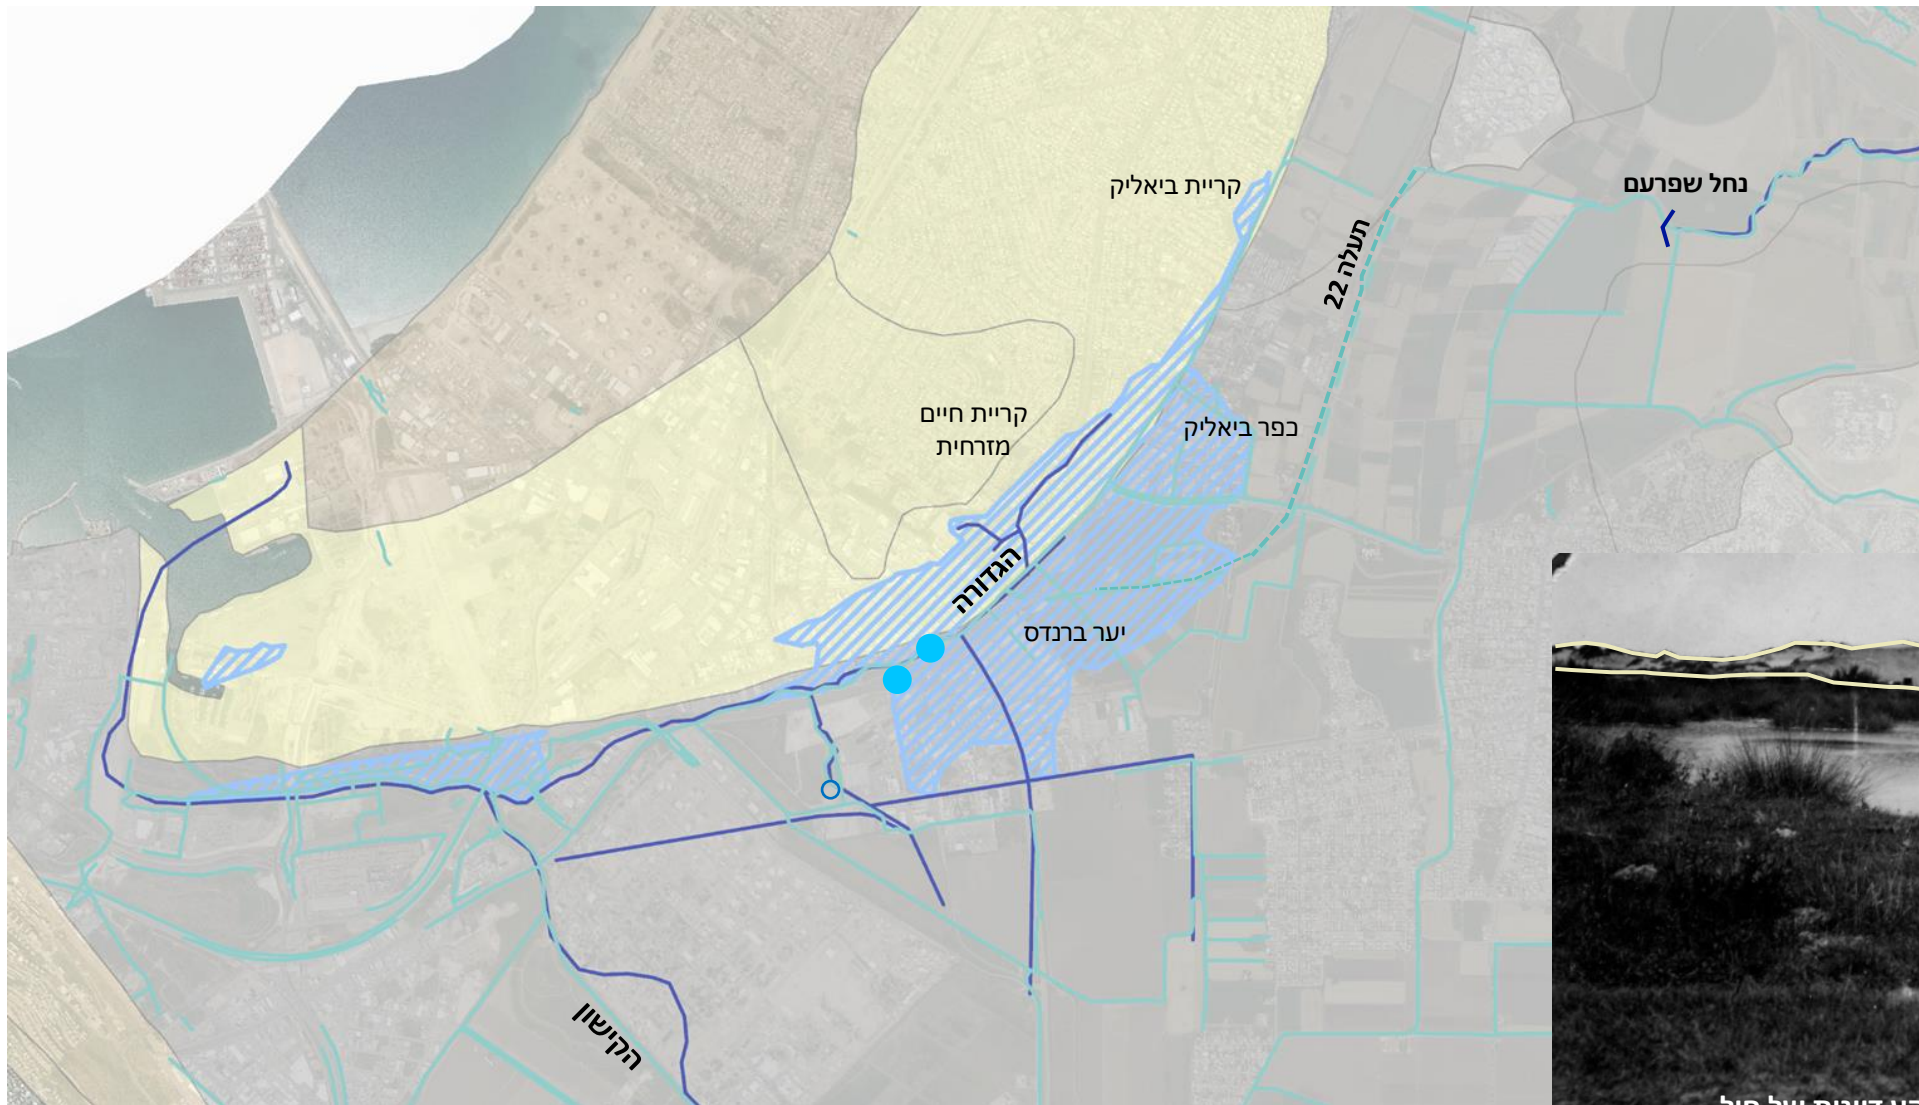 קריית ביאליק
נחל שפרעם
תעלה 22
קריית חיים
מזרחית
כפר ביאליק
הגדורה
יער ברנדס
הקישון